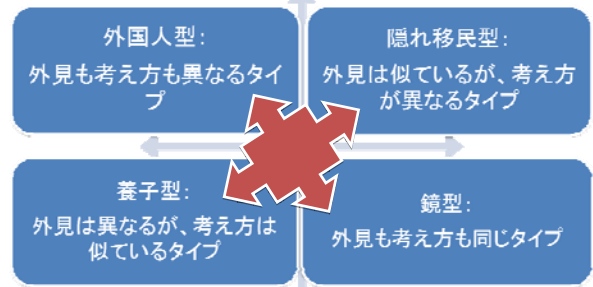 外国人型：
外見も考え方も異なるタイ
プ
隠れ移民型：
外見は似ているが、考え方
が異なるタイプ
養子型：
外見は異なるが、考え方は
似ているタイプ
鏡型：
外見も考え方も同じタイプ